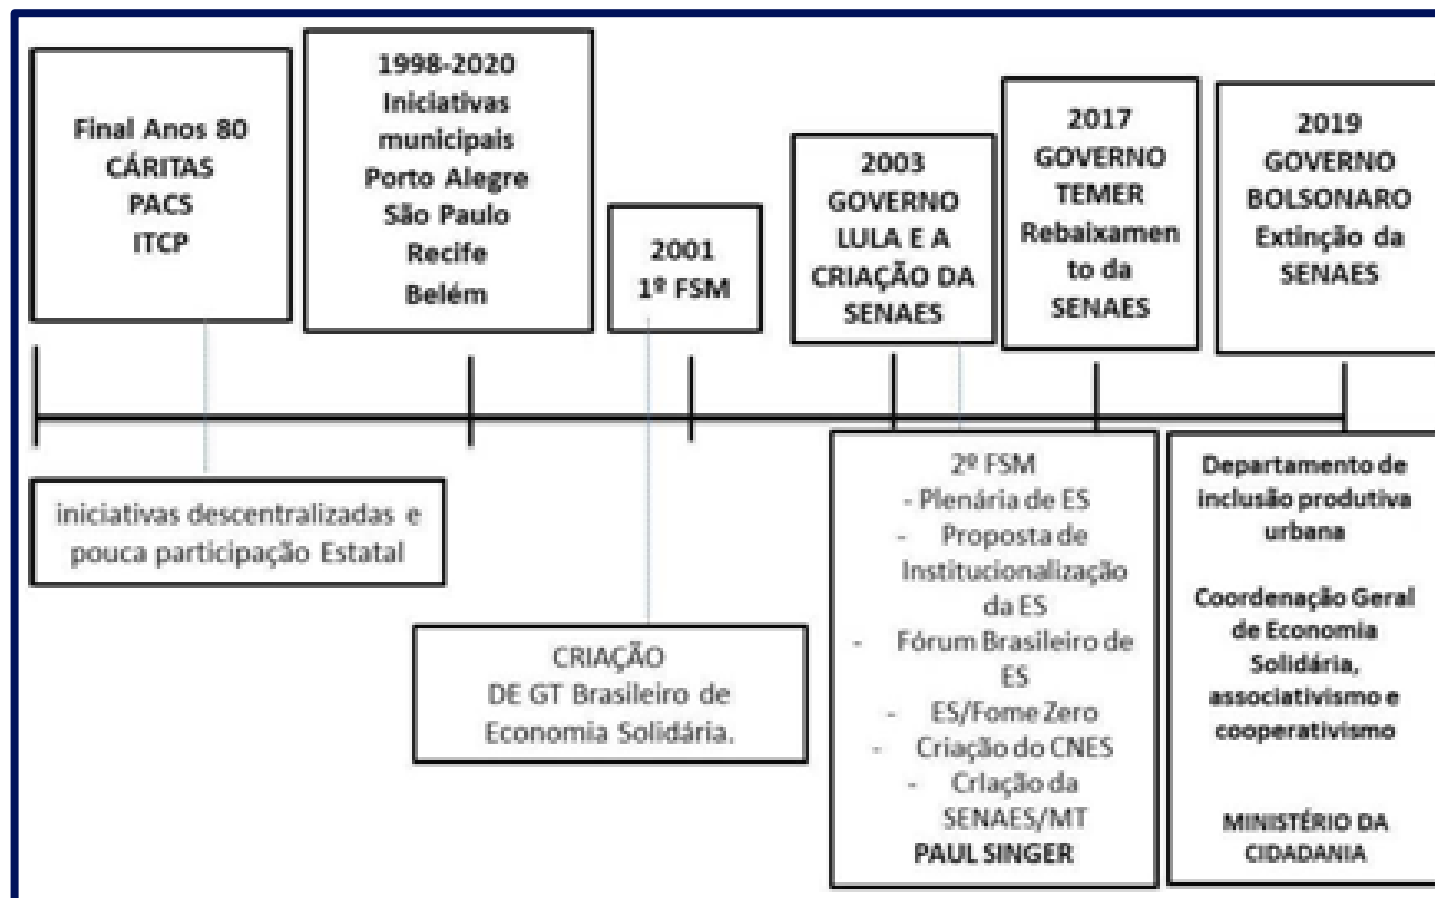 Final Anos 80
CÁRITAS
PACS
ITCP
1998-2020
Iniciativas
municipais
Porto Alegre
São Paulo
Recife
Belém
2001
1º FSM
2003
GOVERNO
LULA E A
CRIAÇÃO DA
SENAES
2017
GOVERNO
TEMER
Rebaixamen
to da
SENAES
2019
GOVERNO
BOLSONARO
Extinção da
SENAES
iniciativas descentralizadas e
pouca participação Estatal
CRIAÇÃO
DE GT Brasileiro de
Economia Solidária.
2º FSM
- Plenária de ES
- Proposta de
Institucionalização
da ES
- Fórum Brasileiro de
ES
- ES/Fome Zero
- Criação do CNES
- Criação da
SENAES/MT
PAUL SINGER
Departamento de
inclusão produtiva
urbana
Coordenação Geral
de Economia
Solidária,
associativismo e
cooperativismo
MINISTÉRIO DA
CIDADANIA